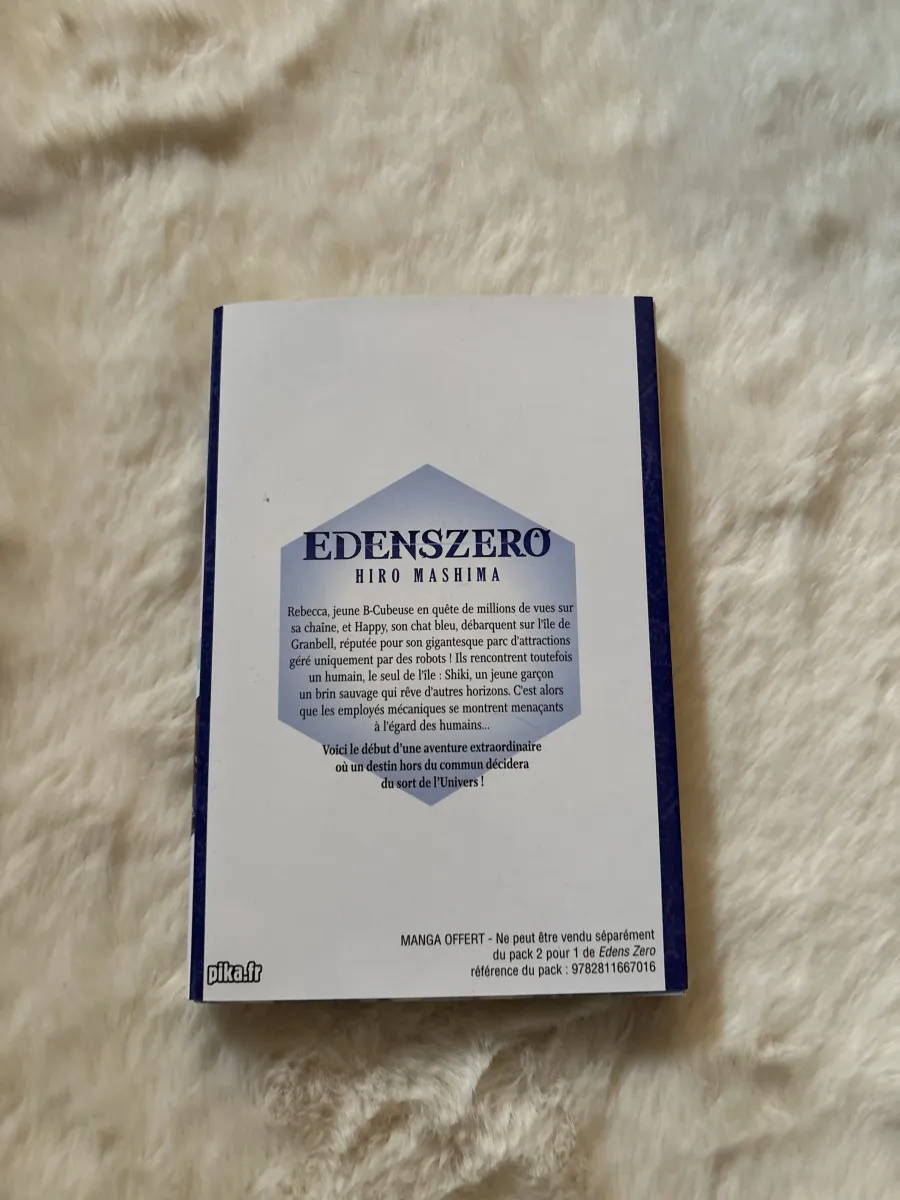 EDENSZERO
HIRO MASHIMA
Rebecca, jeune B-Cubeuse en quête de millions de vues sur
sa chaîne, et Happy, son chat bleu, débarquent sur l'île de
Granbell, réputée pour son gigantesque parc d'attractions
géré uniquement par des robots ! Ils rencontrent toutefois
un humain, le seul de l'île : Shiki, un jeune garçon
un brin sauvage qui rêve d'autres horizons. C'est alors
que les employés mécaniques se montrent menaçants
à l'égard des humains...
Voici le début d'une aventure extraordinaire
où un destin hors du commun décidera
du sort de l'Univers !
MANGA OFFERT - Ne peut être vendu séparément
du pack 2 pour 1 de Edens Zero
référence du pack : 9782811667016
pika.fr